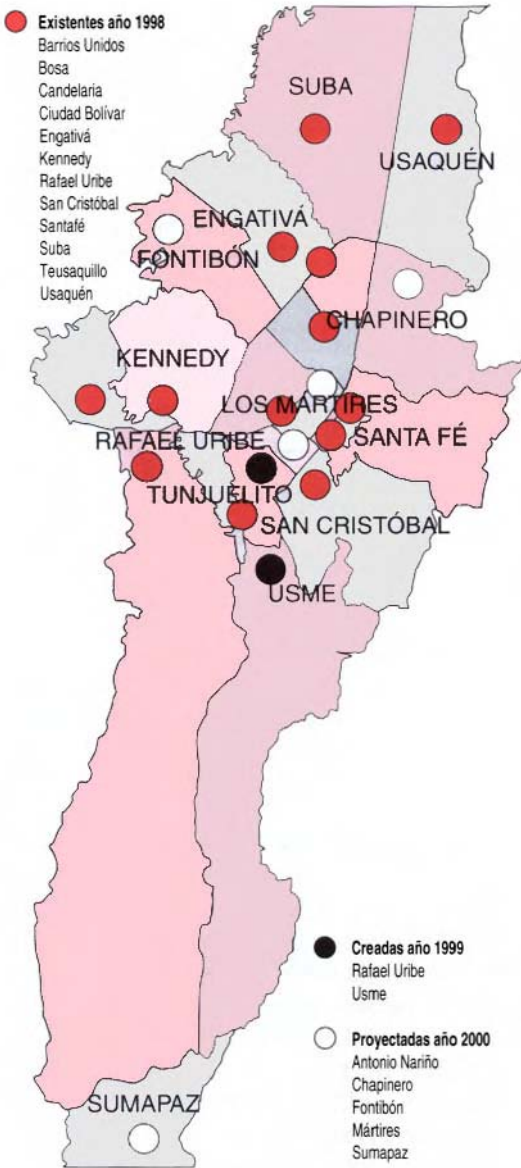 Existentes año 1998
Barrios Unidos
Bosa
Candelaria
Ciudad Bolívar
Engativá
Kennedy
Rafael Uribe
San Cristóbal
Santafé
Suba
Teusaquillo
Usaquén
SUBA
USAQUÉN
ENGATIVÁ
FONTIBÓN
CHAPINERO
KENNEDY
LOS MÁRTIRES
RAFAEL URIBE
SANTA FÉ
TUNJUELITO
SAN CRISTÓBAL
USME
Creadas año 1999
Rafael Uribe
Usme
Proyectadas año 2000
Antonio Nariño
Chapinero
Fontibón
Mártires
Sumapaz
SUMAPAZ